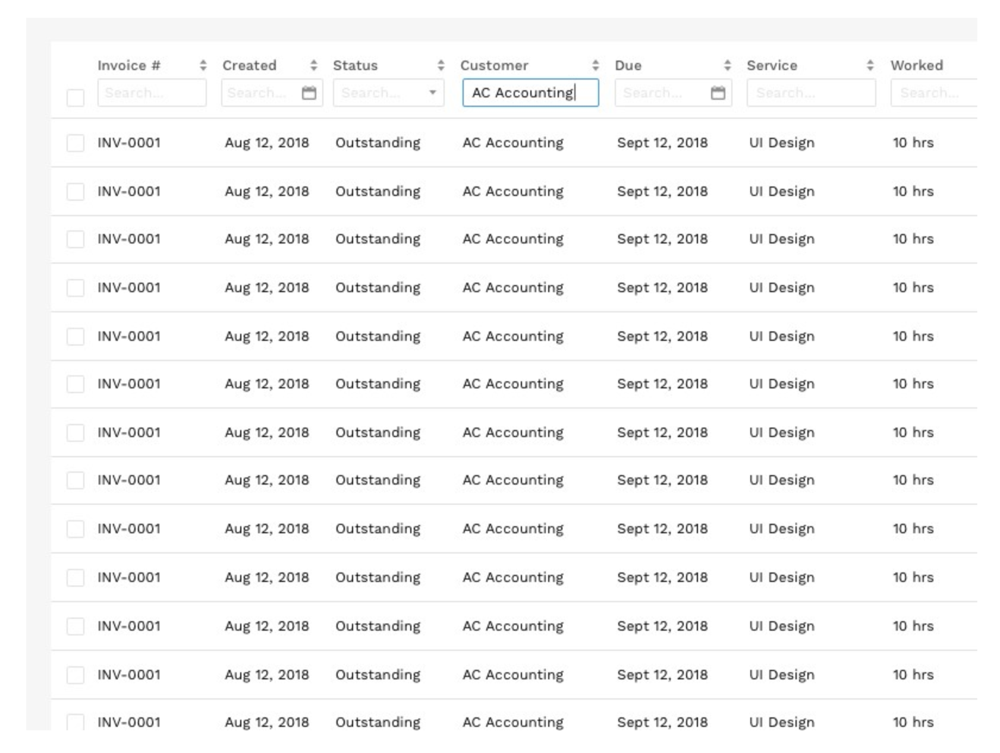 Invoice # Created Status Customer Due Service Worked
Search... Search... Search... AC Accounting Search... Search... Search...
INV-0001 Aug 12, 2018 Outstanding AC Accounting Sept 12, 2018 UI Design 10 hrs
INV-0001 Aug 12, 2018 Outstanding AC Accounting Sept 12, 2018 UI Design 10 hrs
INV-0001 Aug 12, 2018 Outstanding AC Accounting Sept 12, 2018 UI Design 10 hrs
INV-0001 Aug 12, 2018 Outstanding AC Accounting Sept 12, 2018 UI Design 10 hrs
INV-0001 Aug 12, 2018 Outstanding AC Accounting Sept 12, 2018 UI Design 10 hrs
INV-0001 Aug 12, 2018 Outstanding AC Accounting Sept 12, 2018 UI Design 10 hrs
INV-0001 Aug 12, 2018 Outstanding AC Accounting Sept 12, 2018 UI Design 10 hrs
INV-0001 Aug 12, 2018 Outstanding AC Accounting Sept 12, 2018 UI Design 10 hrs
INV-0001 Aug 12, 2018 Outstanding AC Accounting Sept 12, 2018 UI Design 10 hrs
INV-0001 Aug 12, 2018 Outstanding AC Accounting Sept 12, 2018 UI Design 10 hrs
INV-0001 Aug 12, 2018 Outstanding AC Accounting Sept 12, 2018 UI Design 10 hrs
INV-0001 Aug 12, 2018 Outstanding AC Accounting Sept 12, 2018 UI Design 10 hrs
INV-0001 Aug 12, 2018 Outstanding AC Accounting Sept 12, 2018 UI Design 10 hrs